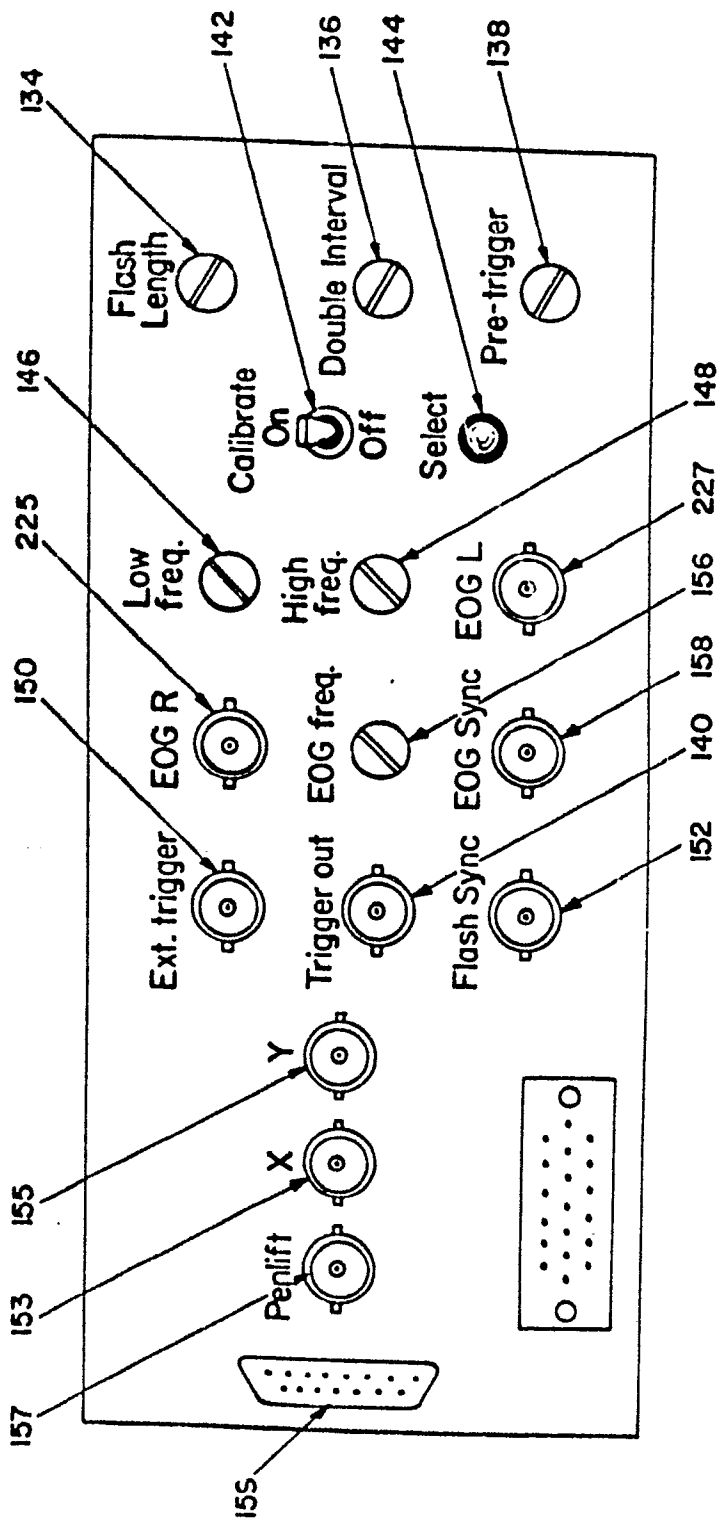 157
153
155
150
225
146
134
Penlift
X
Y
Ext. trigger
EOG R
Low
freq.
Calibrate
On
Off
Flash
Length
Trigger out
EOG freq.
High
freq.
Double Interval
Flash Sync
EOG Sync
EOG L
Select
Pre-trigger
15S
152
140
158
156
227
148
142
136
144
138